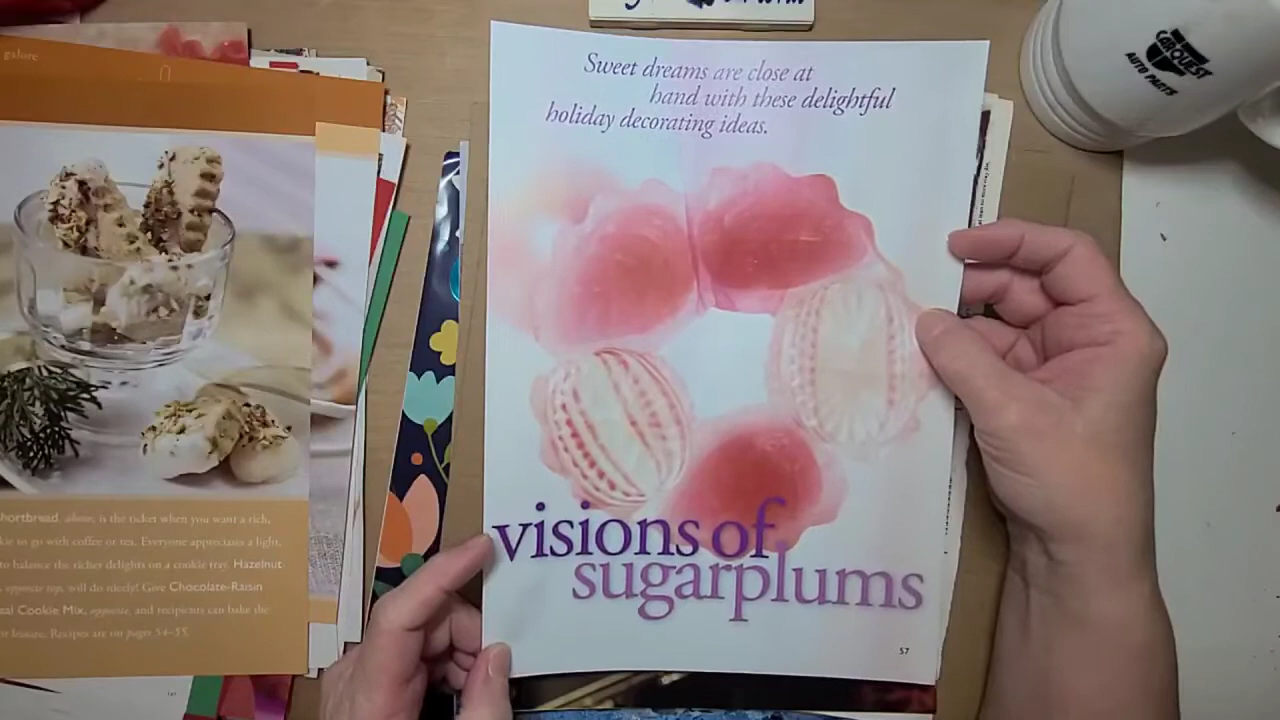 galore
Sweet dreams are close at
hand with these delightful
holiday decorating ideas.
visions of
sugarplums
57
CARQUEST
AUTO PARTS
shortbread, above, is the ticket when you want a rich,
kie to go with coffee or tea. Everyone appreciates a light,
to balance the richer delights on a cookie tray. Hazelnut
opposite top, will do nicely! Give Chocolate-Raisin
eal Cookie Mix, opposite, and recipients can bake the
leisure. Recipes are on pages 54–55.